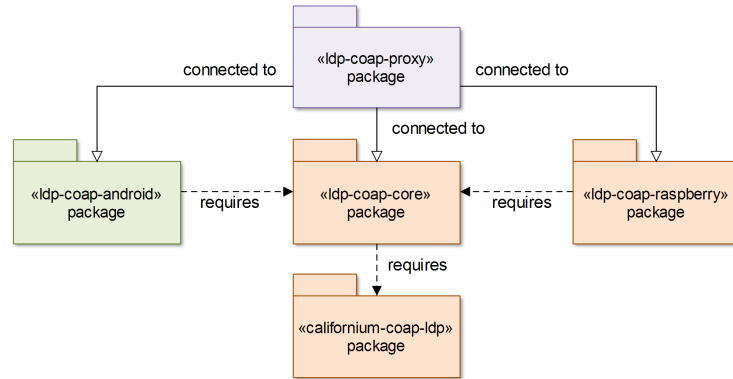 «ldp-coap-proxy»
package
connected to
connected to
connected to
«ldp-coap-android»
package
requires
«ldp-coap-core»
package
requires
«ldp-coap-raspberry»
package
requires
«californium-coap-ldp»
package